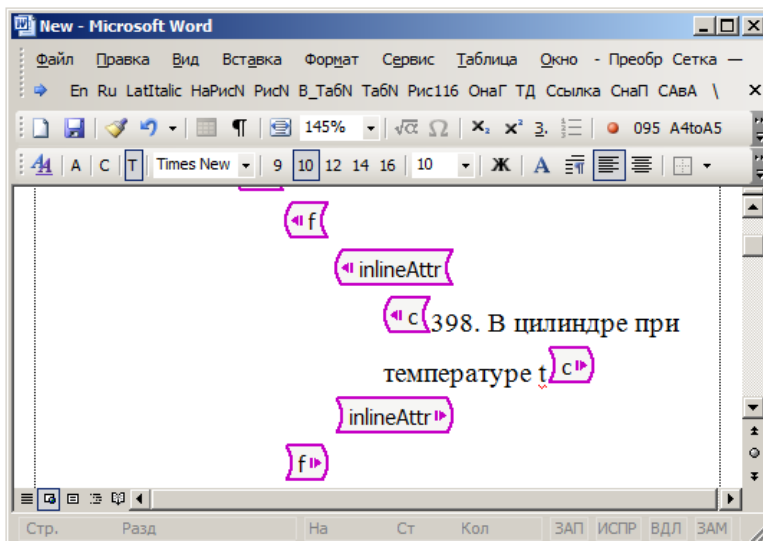 New - Microsoft Word
Файл Правка Вид Вставка Формат Сервис Таблица Окно - Преобр Сетка —
En Ru LatItalic НаРисN РисN В_ТабN ТабN Рис116 ОнаГ ТД Ссылка СнаП САвА \
145% √α Ω x₂ x² 3. 095 A4toA5
A C T Times New 9 10 12 14 16 10 Ж A
f
inlineAttr
c 398. В цилиндре при
температуре t c
inlineAttr
f
Стр. Разд На Ст Кол ЗАП ИСПР ВДЛ ЗАМ